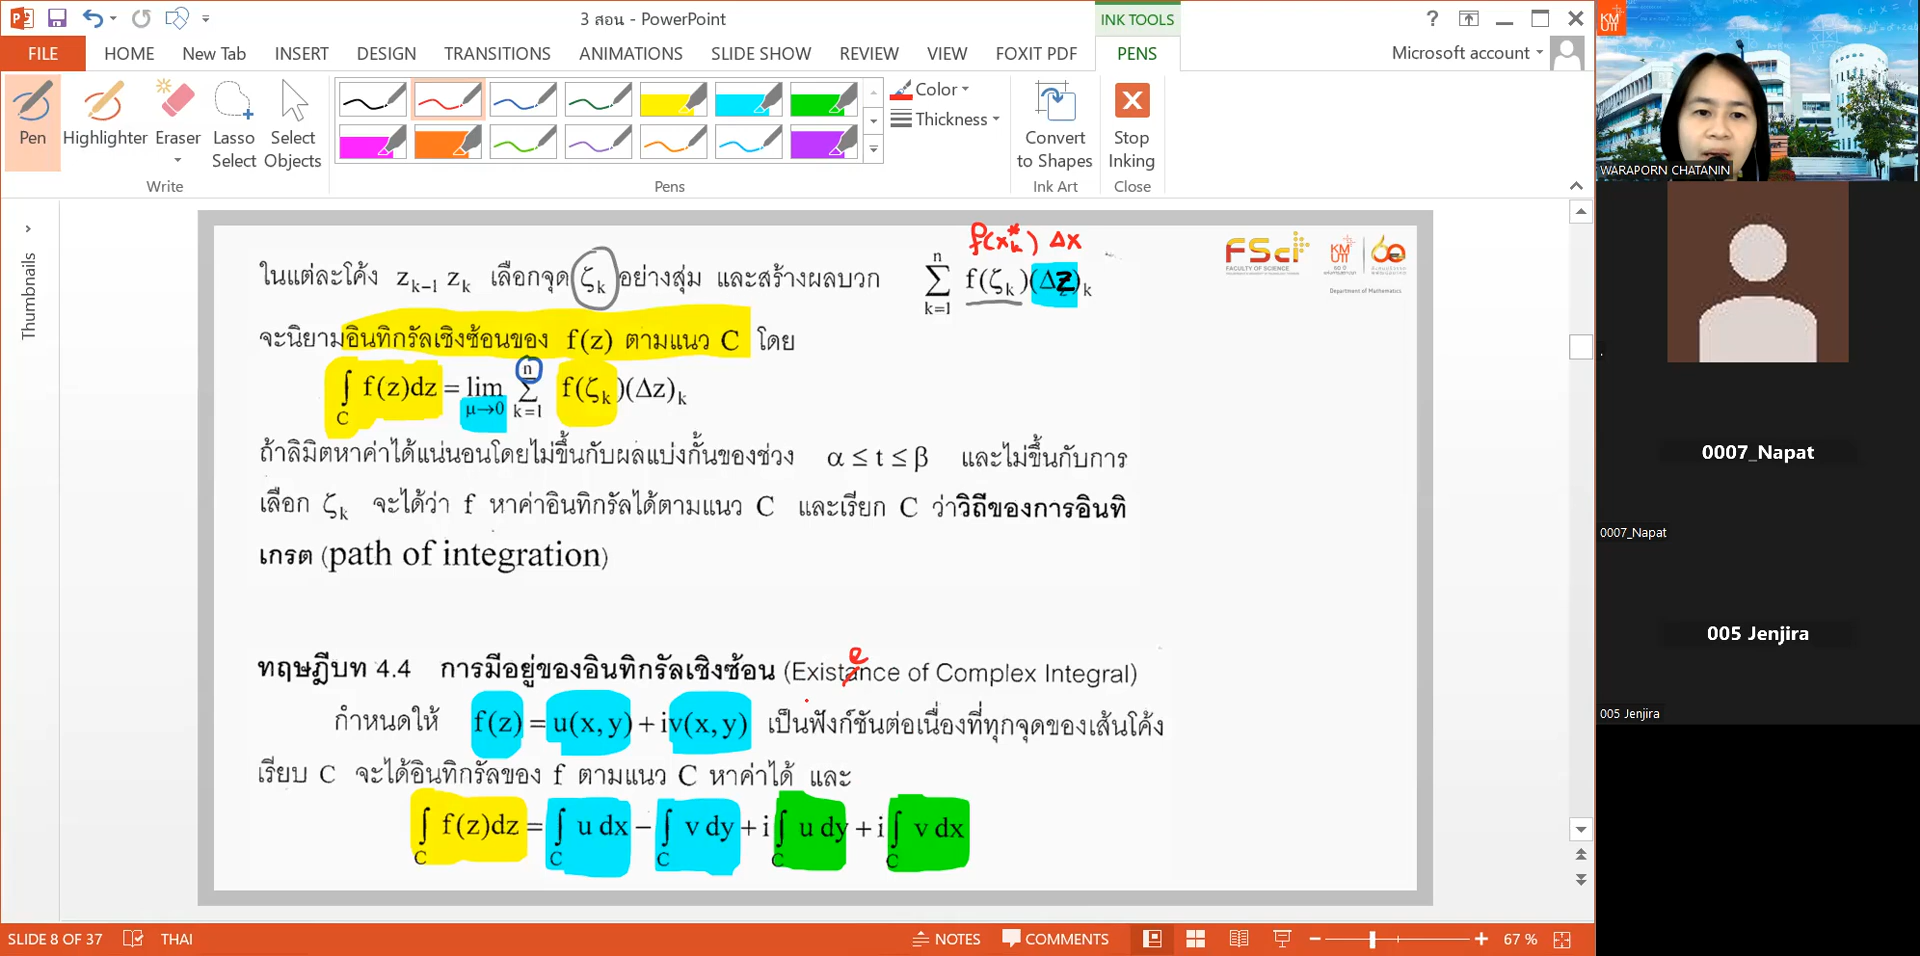 3 สอน - PowerPoint
INK TOOLS
FILE HOME New Tab INSERT DESIGN TRANSITIONS ANIMATIONS SLIDE SHOW REVIEW VIEW FOXIT PDF PENS
Microsoft account
Pen Highlighter Eraser Lasso Select Select Objects
Color
Thickness
Convert to Shapes
Stop Inking
Write Pens Ink Art Close
Thumbnails
f(x*k) Δx
ในแต่ละโค้ง z_{k-1} z_k เลือกจุด ζ_k อย่างสุ่ม และสร้างผลบวก ∑_{k=1}^{n} f(ζ_k)(Δz)_k
จะนิยามอินทิกรัลเชิงซ้อนของ f(z) ตามแนว C โดย
∫_C f(z)dz = lim_{μ→0} ∑_{k=1}^{n} f(ζ_k)(Δz)_k
ถ้าลิมิตหาค่าได้แน่นอนโดยไม่ขึ้นกับผลแบ่งกั้นของช่วง α ≤ t ≤ β และไม่ขึ้นกับการ
เลือก ζ_k จะได้ว่า f หาค่าอินทิกรัลได้ตามแนว C และเรียก C ว่าวิถีของการอินทิ
เกรต (path of integration)
e
ทฤษฎีบท 4.4 การมีอยู่ของอินทิกรัลเชิงซ้อน (Existance of Complex Integral)
กำหนดให้ f(z) = u(x, y) + iv(x, y) เป็นฟังก์ชันต่อเนื่องที่ทุกจุดของเส้นโค้ง
เรียบ C จะได้อินทิกรัลของ f ตามแนว C หาค่าได้ และ
∫_C f(z)dz = ∫_C u dx − ∫_C v dy + i∫_C u dy + i∫_C v dx
FSci
FACULTY OF SCIENCE
KMUTT
Department of Mathematics
SLIDE 8 OF 37 THAI NOTES COMMENTS 67 %
KMUTT
WARAPORN CHATANIN
0007_Napat
0007_Napat
005 Jenjira
005 Jenjira